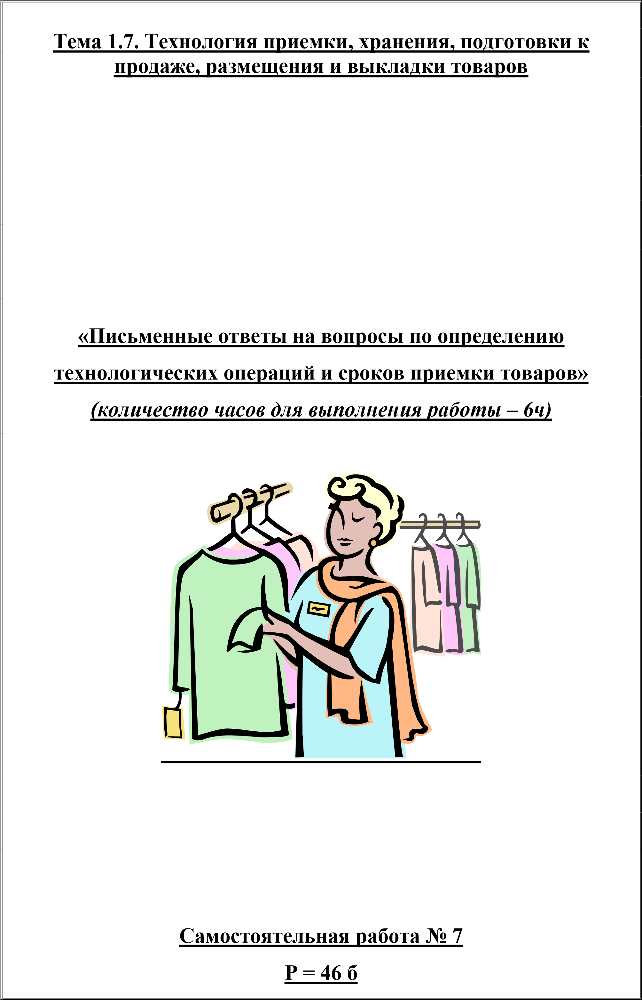 Тема 1.7. Технология приемки, хранения, подготовки к
продаже, размещения и выкладки товаров
«Письменные ответы на вопросы по определению
технологических операций и сроков приемки товаров»
(количество часов для выполнения работы – 6ч)
Самостоятельная работа № 7
Р = 46 б